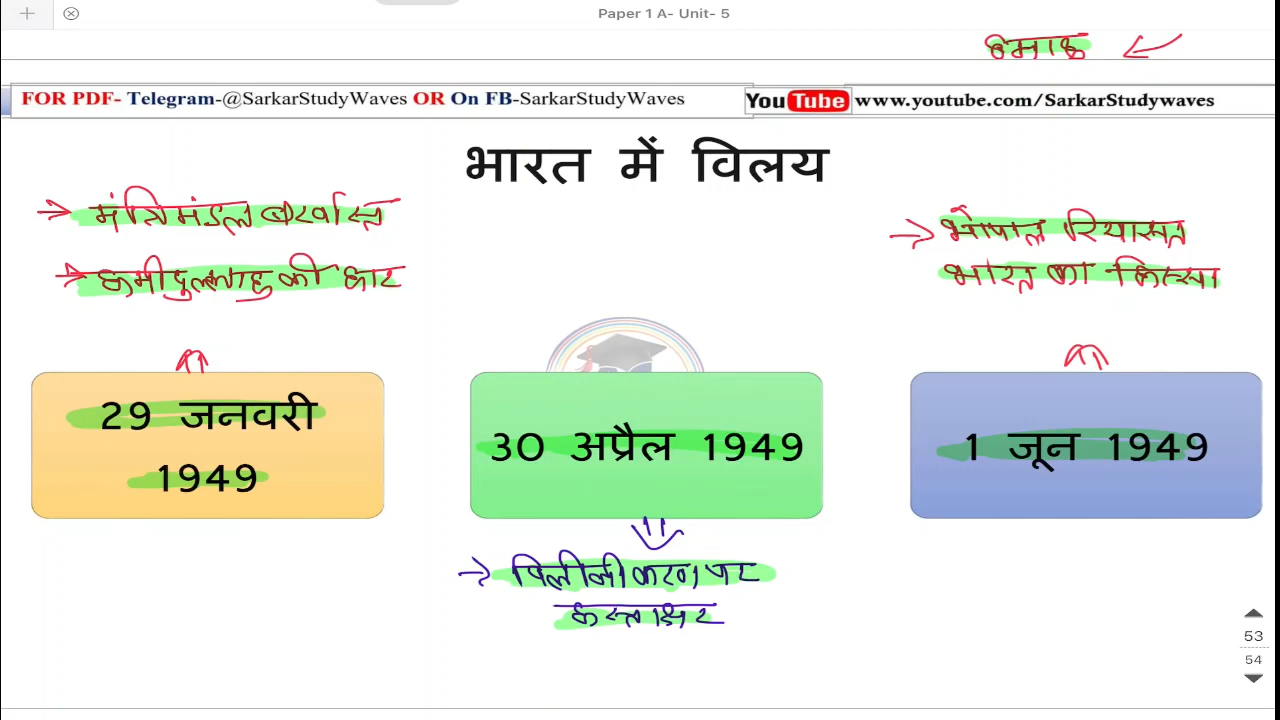 Paper 1 A- Unit- 5
FOR PDF- Telegram-@SarkarStudyWaves OR On FB-SarkarStudyWaves
YouTube www.youtube.com/SarkarStudywaves
भारत में विलय
→ मंत्रिमंडल बरखास्त
→ हमीदुल्लाह की हार
→ भोपाल रियासत
भारत का हिस्सा
29 जनवरी
1949
30 अप्रैल 1949
1 जून 1949
→ विलीनीकरण पर
हस्ताक्षर
53
54